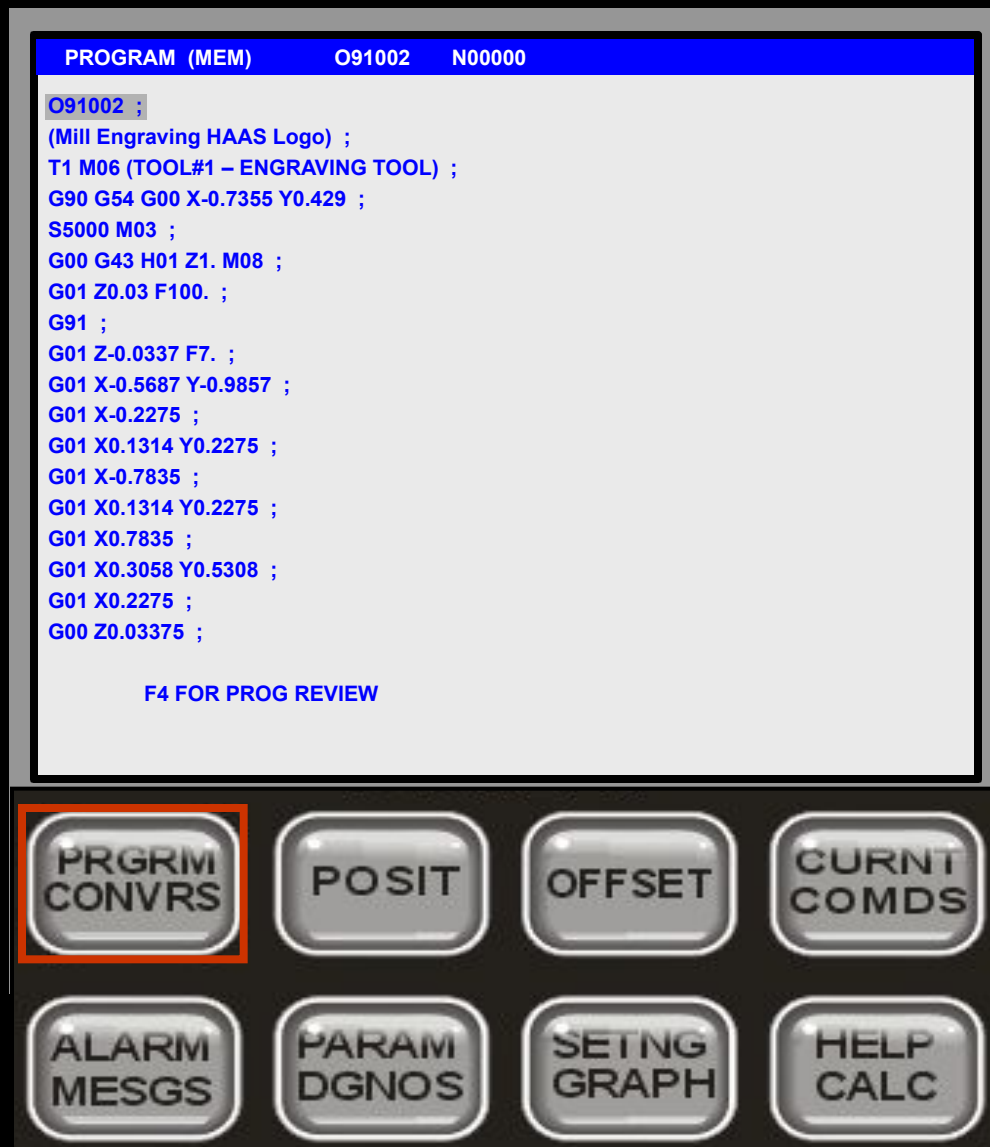 PROGRAM (MEM) O91002 N00000
O91002 ;
(Mill Engraving HAAS Logo) ;
T1 M06 (TOOL#1 – ENGRAVING TOOL) ;
G90 G54 G00 X-0.7355 Y0.429 ;
S5000 M03 ;
G00 G43 H01 Z1. M08 ;
G01 Z0.03 F100. ;
G91 ;
G01 Z-0.0337 F7. ;
G01 X-0.5687 Y-0.9857 ;
G01 X-0.2275 ;
G01 X0.1314 Y0.2275 ;
G01 X-0.7835 ;
G01 X0.1314 Y0.2275 ;
G01 X0.7835 ;
G01 X0.3058 Y0.5308 ;
G01 X0.2275 ;
G00 Z0.03375 ;
F4 FOR PROG REVIEW
PRGRM
CONVRS
POSIT
OFFSET
CURNT
COMDS
ALARM
MESGS
PARAM
DGNOS
SETNG
GRAPH
HELP
CALC